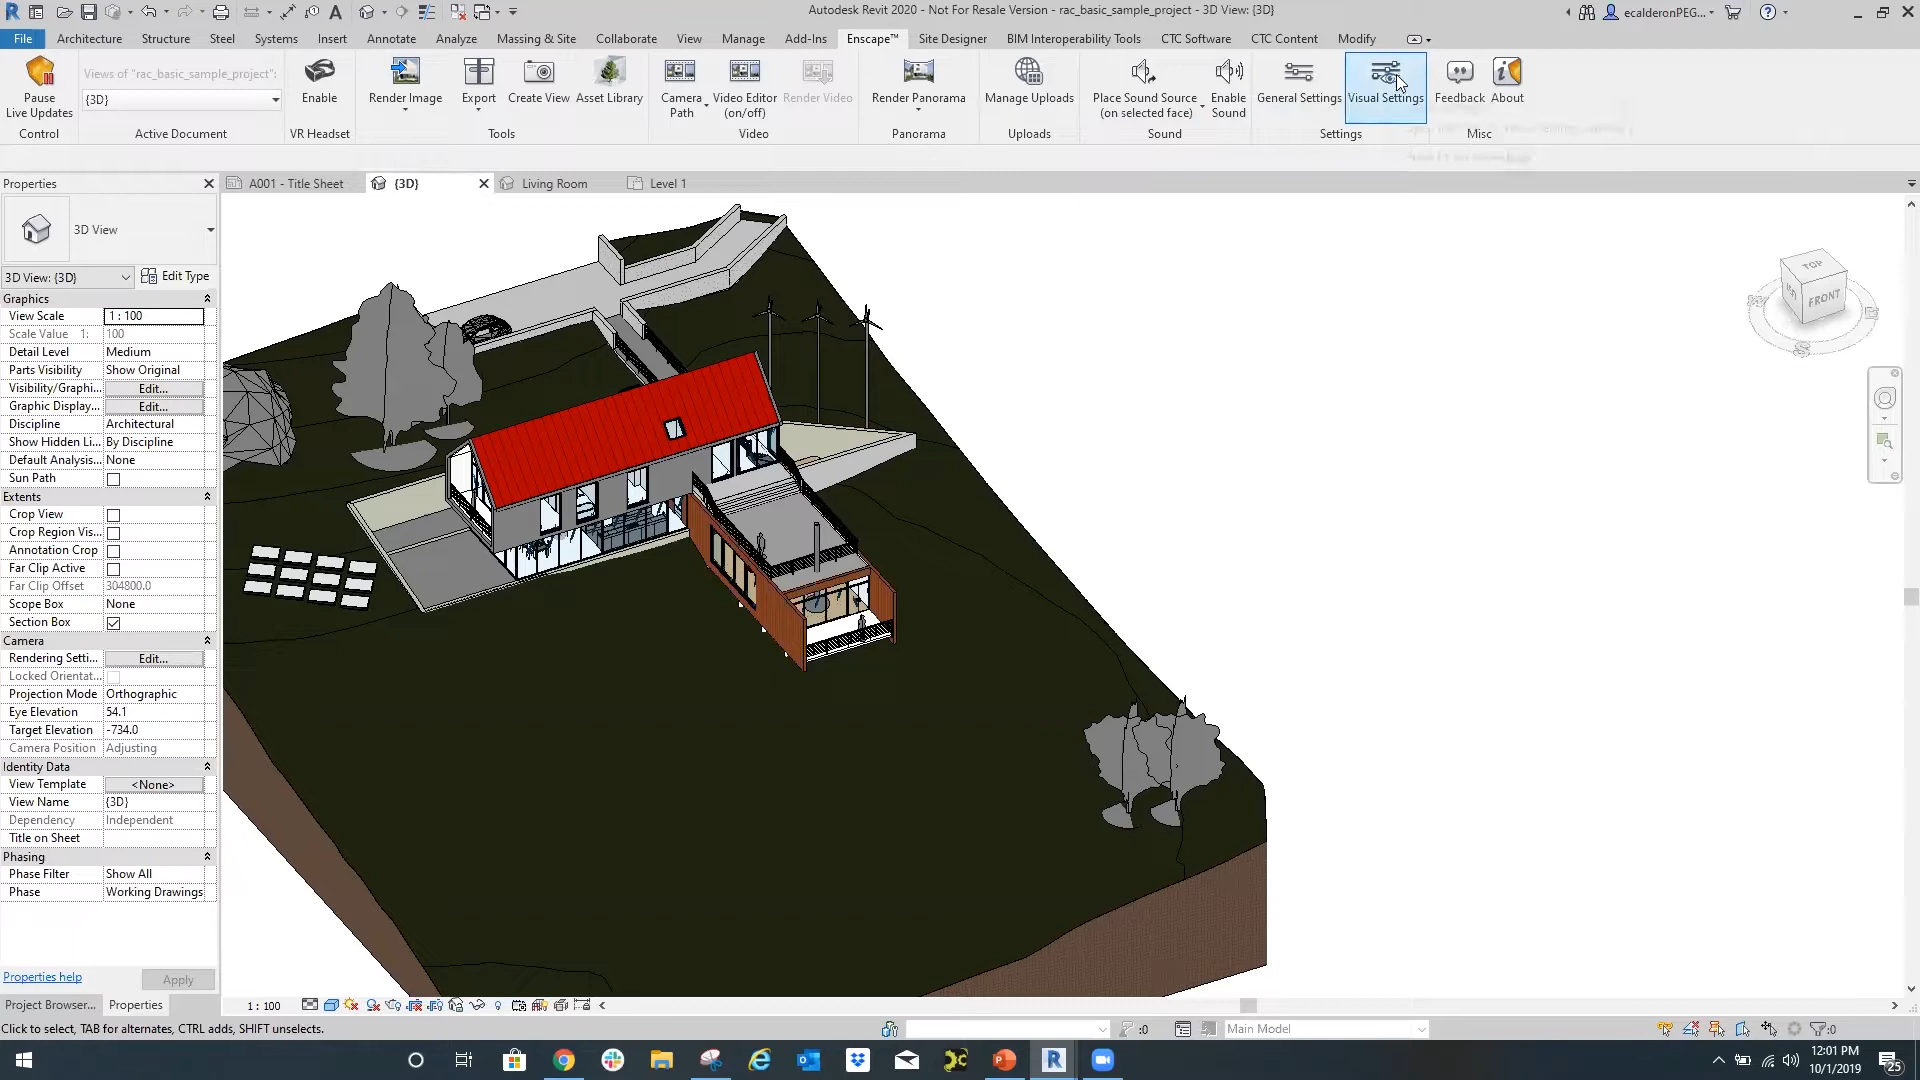 Autodesk Revit 2020 - Not For Resale Version - rac_basic_sample_project - 3D View: {3D}
ecalderonPEG...
File Architecture Structure Steel Systems Insert Annotate Analyze Massing & Site Collaborate View Manage Add-Ins Enscape™ Site Designer BIM Interoperability Tools CTC Software CTC Content Modify
Views of "rac_basic_sample_project":
{3D}
Pause
Live Updates
Enable
Render Image
Export
Create View
Asset Library
Camera
Path
Video Editor
(on/off)
Render Video
Render Panorama
Manage Uploads
Place Sound Source
(on selected face)
Enable
Sound
General Settings
Visual Settings
Feedback
About
Control Active Document VR Headset Tools Video Panorama Uploads Sound Settings Misc
Properties
A001 - Title Sheet
{3D}
Living Room
Level 1
3D View
3D View: {3D}
Edit Type
Graphics
View Scale 1 : 100
Scale Value 1: 100
Detail Level Medium
Parts Visibility Show Original
Visibility/Graphi... Edit...
Graphic Display... Edit...
Discipline Architectural
Show Hidden Li... By Discipline
Default Analysis... None
Sun Path
Extents
Crop View
Crop Region Vis...
Annotation Crop
Far Clip Active
Far Clip Offset 304800.0
Scope Box None
Section Box
Camera
Rendering Setti... Edit...
Locked Orientat...
Projection Mode Orthographic
Eye Elevation 54.1
Target Elevation -734.0
Camera Position Adjusting
Identity Data
View Template <None>
View Name {3D}
Dependency Independent
Title on Sheet
Phasing
Phase Filter Show All
Phase Working Drawings
Properties help
Apply
Project Browser...
Properties
TOP
FRONT
S
1 : 100
Click to select, TAB for alternates, CTRL adds, SHIFT unselects.
:0
Main Model
:0
12:01 PM
10/1/2019
25